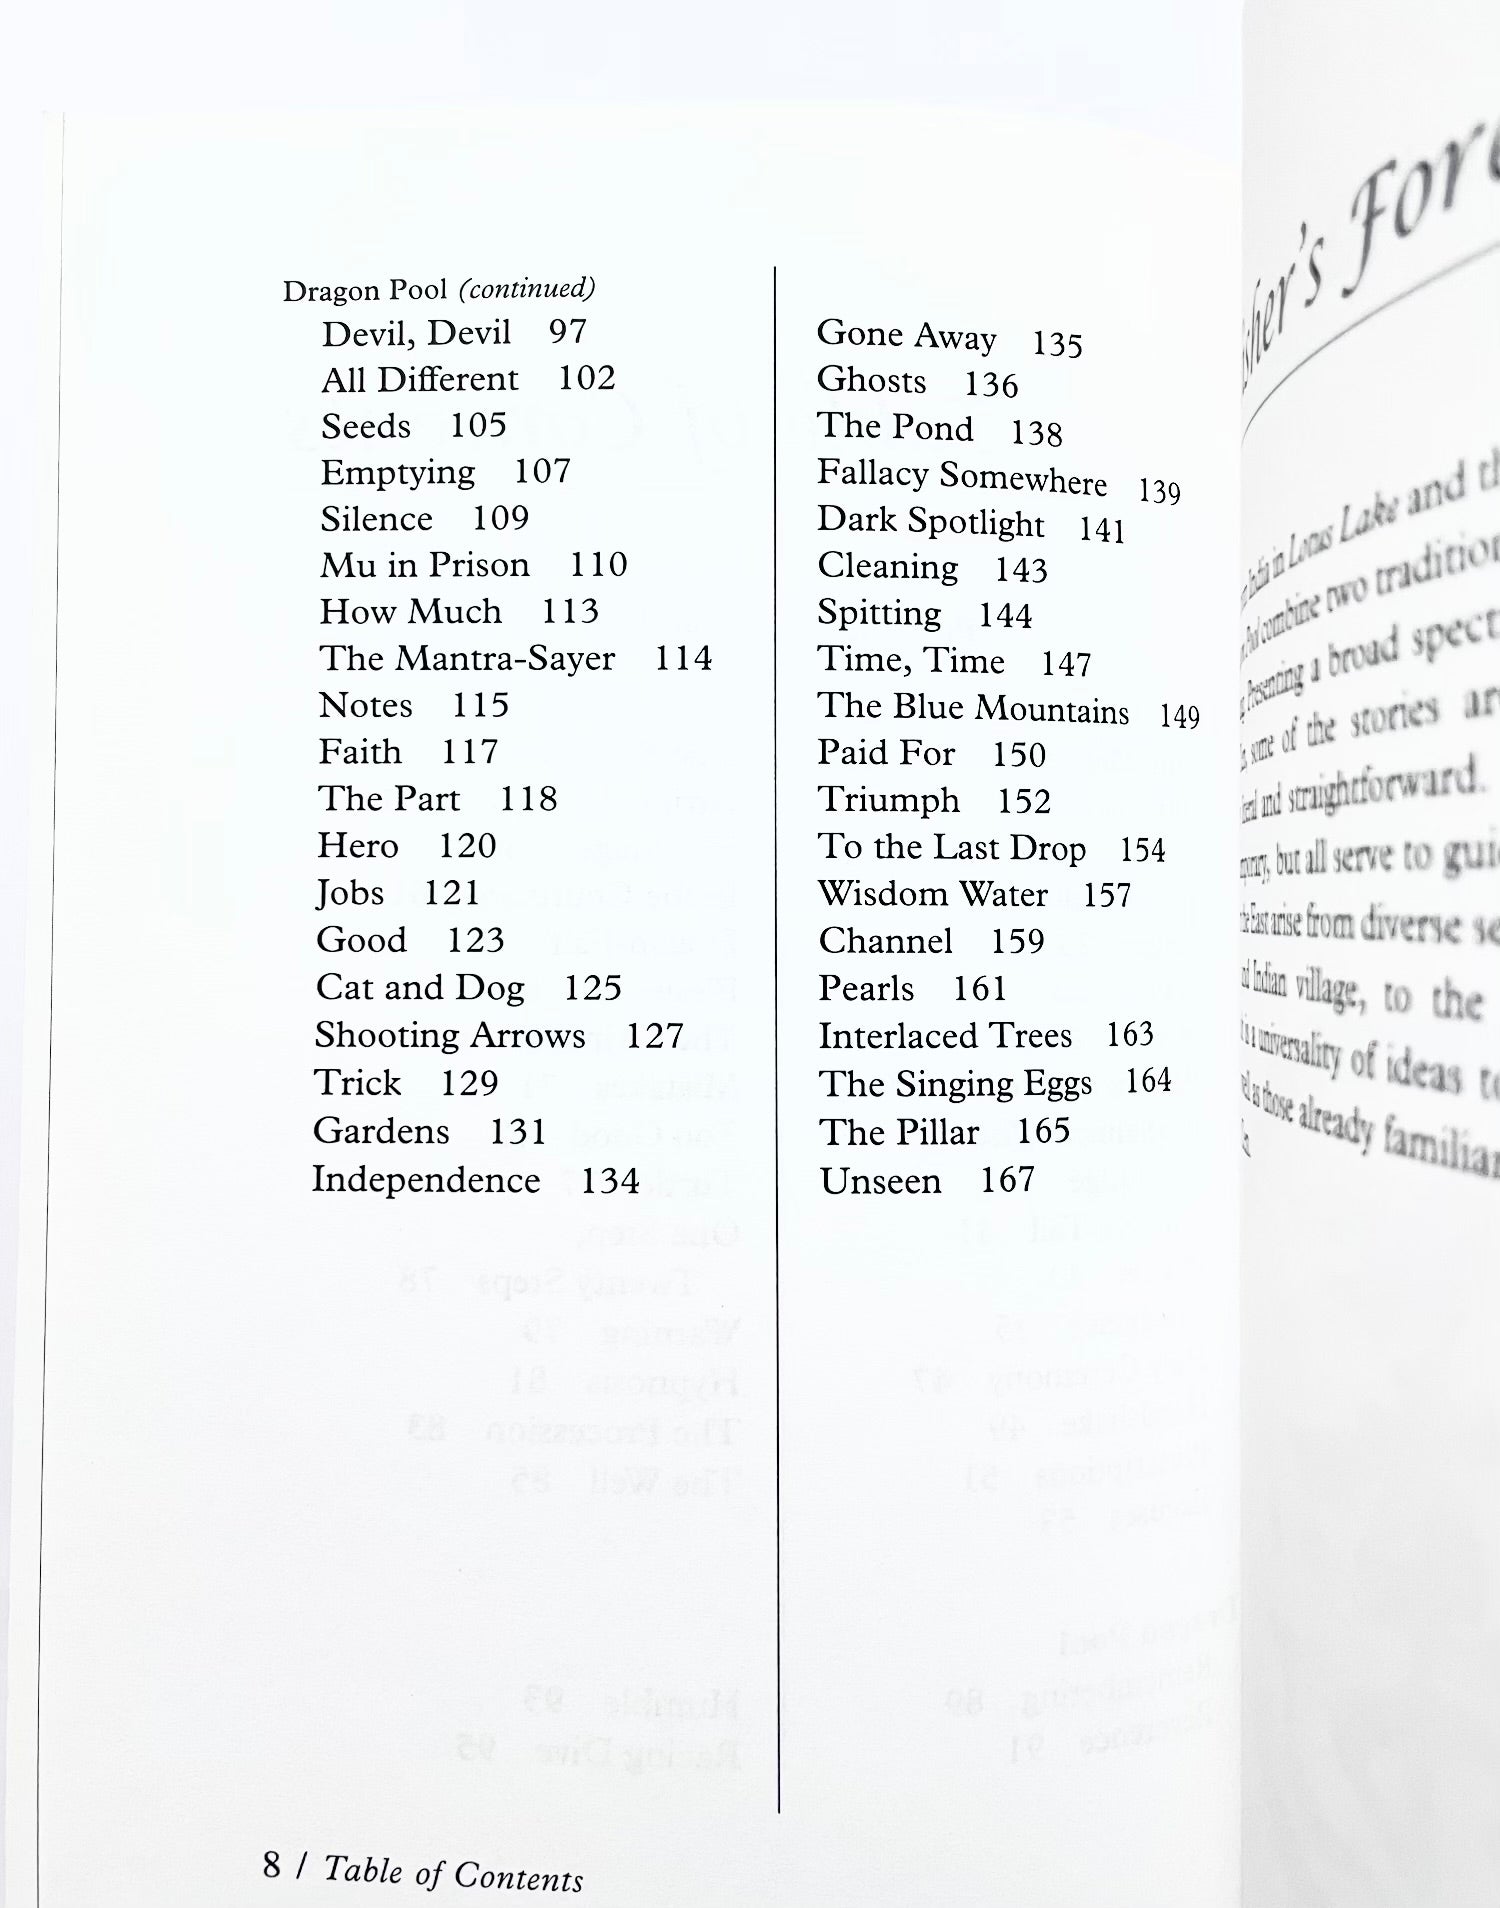 Dragon Pool (continued)
Devil, Devil 97
All Different 102
Seeds 105
Emptying 107
Silence 109
Mu in Prison 110
How Much 113
The Mantra-Sayer 114
Notes 115
Faith 117
The Part 118
Hero 120
Jobs 121
Good 123
Cat and Dog 125
Shooting Arrows 127
Trick 129
Gardens 131
Independence 134
Gone Away 135
Ghosts 136
The Pond 138
Fallacy Somewhere 139
Dark Spotlight 141
Cleaning 143
Spitting 144
Time, Time 147
The Blue Mountains 149
Paid For 150
Triumph 152
To the Last Drop 154
Wisdom Water 157
Channel 159
Pearls 161
Interlaced Trees 163
The Singing Eggs 164
The Pillar 165
Unseen 167
8 / Table of Contents
India in Lotus Lake and
combine two
Presenting a broad
some of the stories
and straightforward.
but all serve to
East arise from diverse
Indian village, to the
universality of ideas
as those already